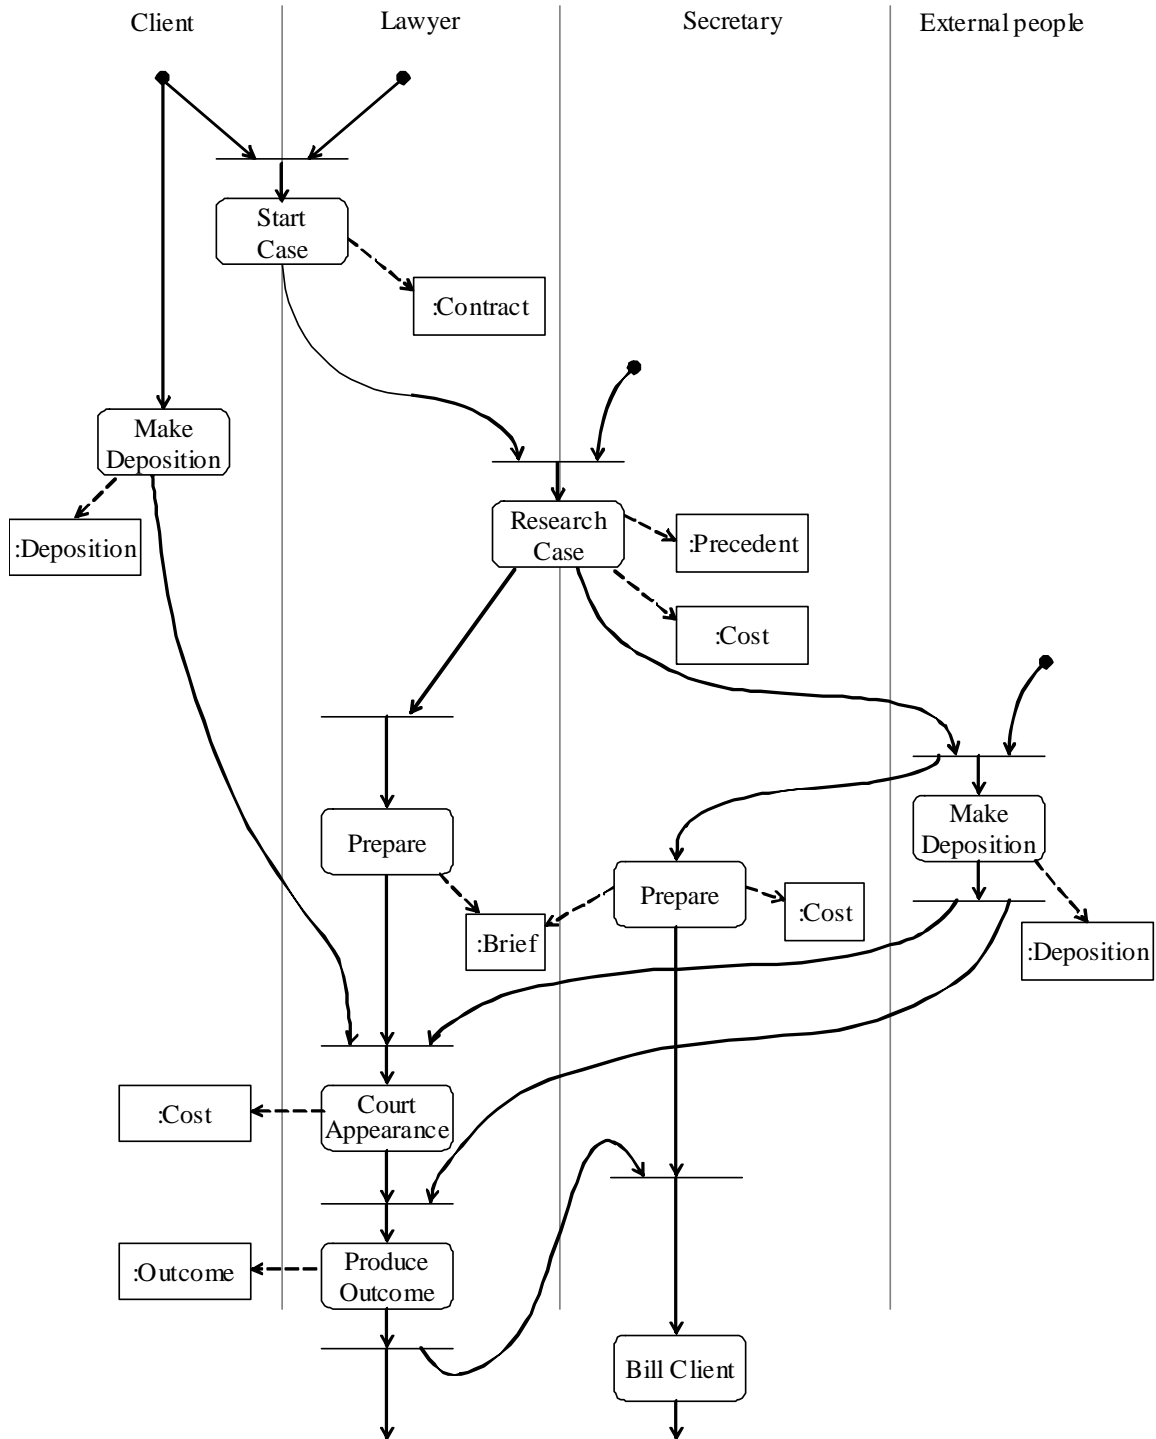 Client
Lawyer
Secretary
External people
Start
Case
:Contract
Make
Deposition
:Deposition
Research
Case
:Precedent
:Cost
Prepare
Make
Deposition
Prepare
:Cost
:Brief
:Deposition
Court
Appearance
:Cost
Produce
Outcome
:Outcome
Bill Client